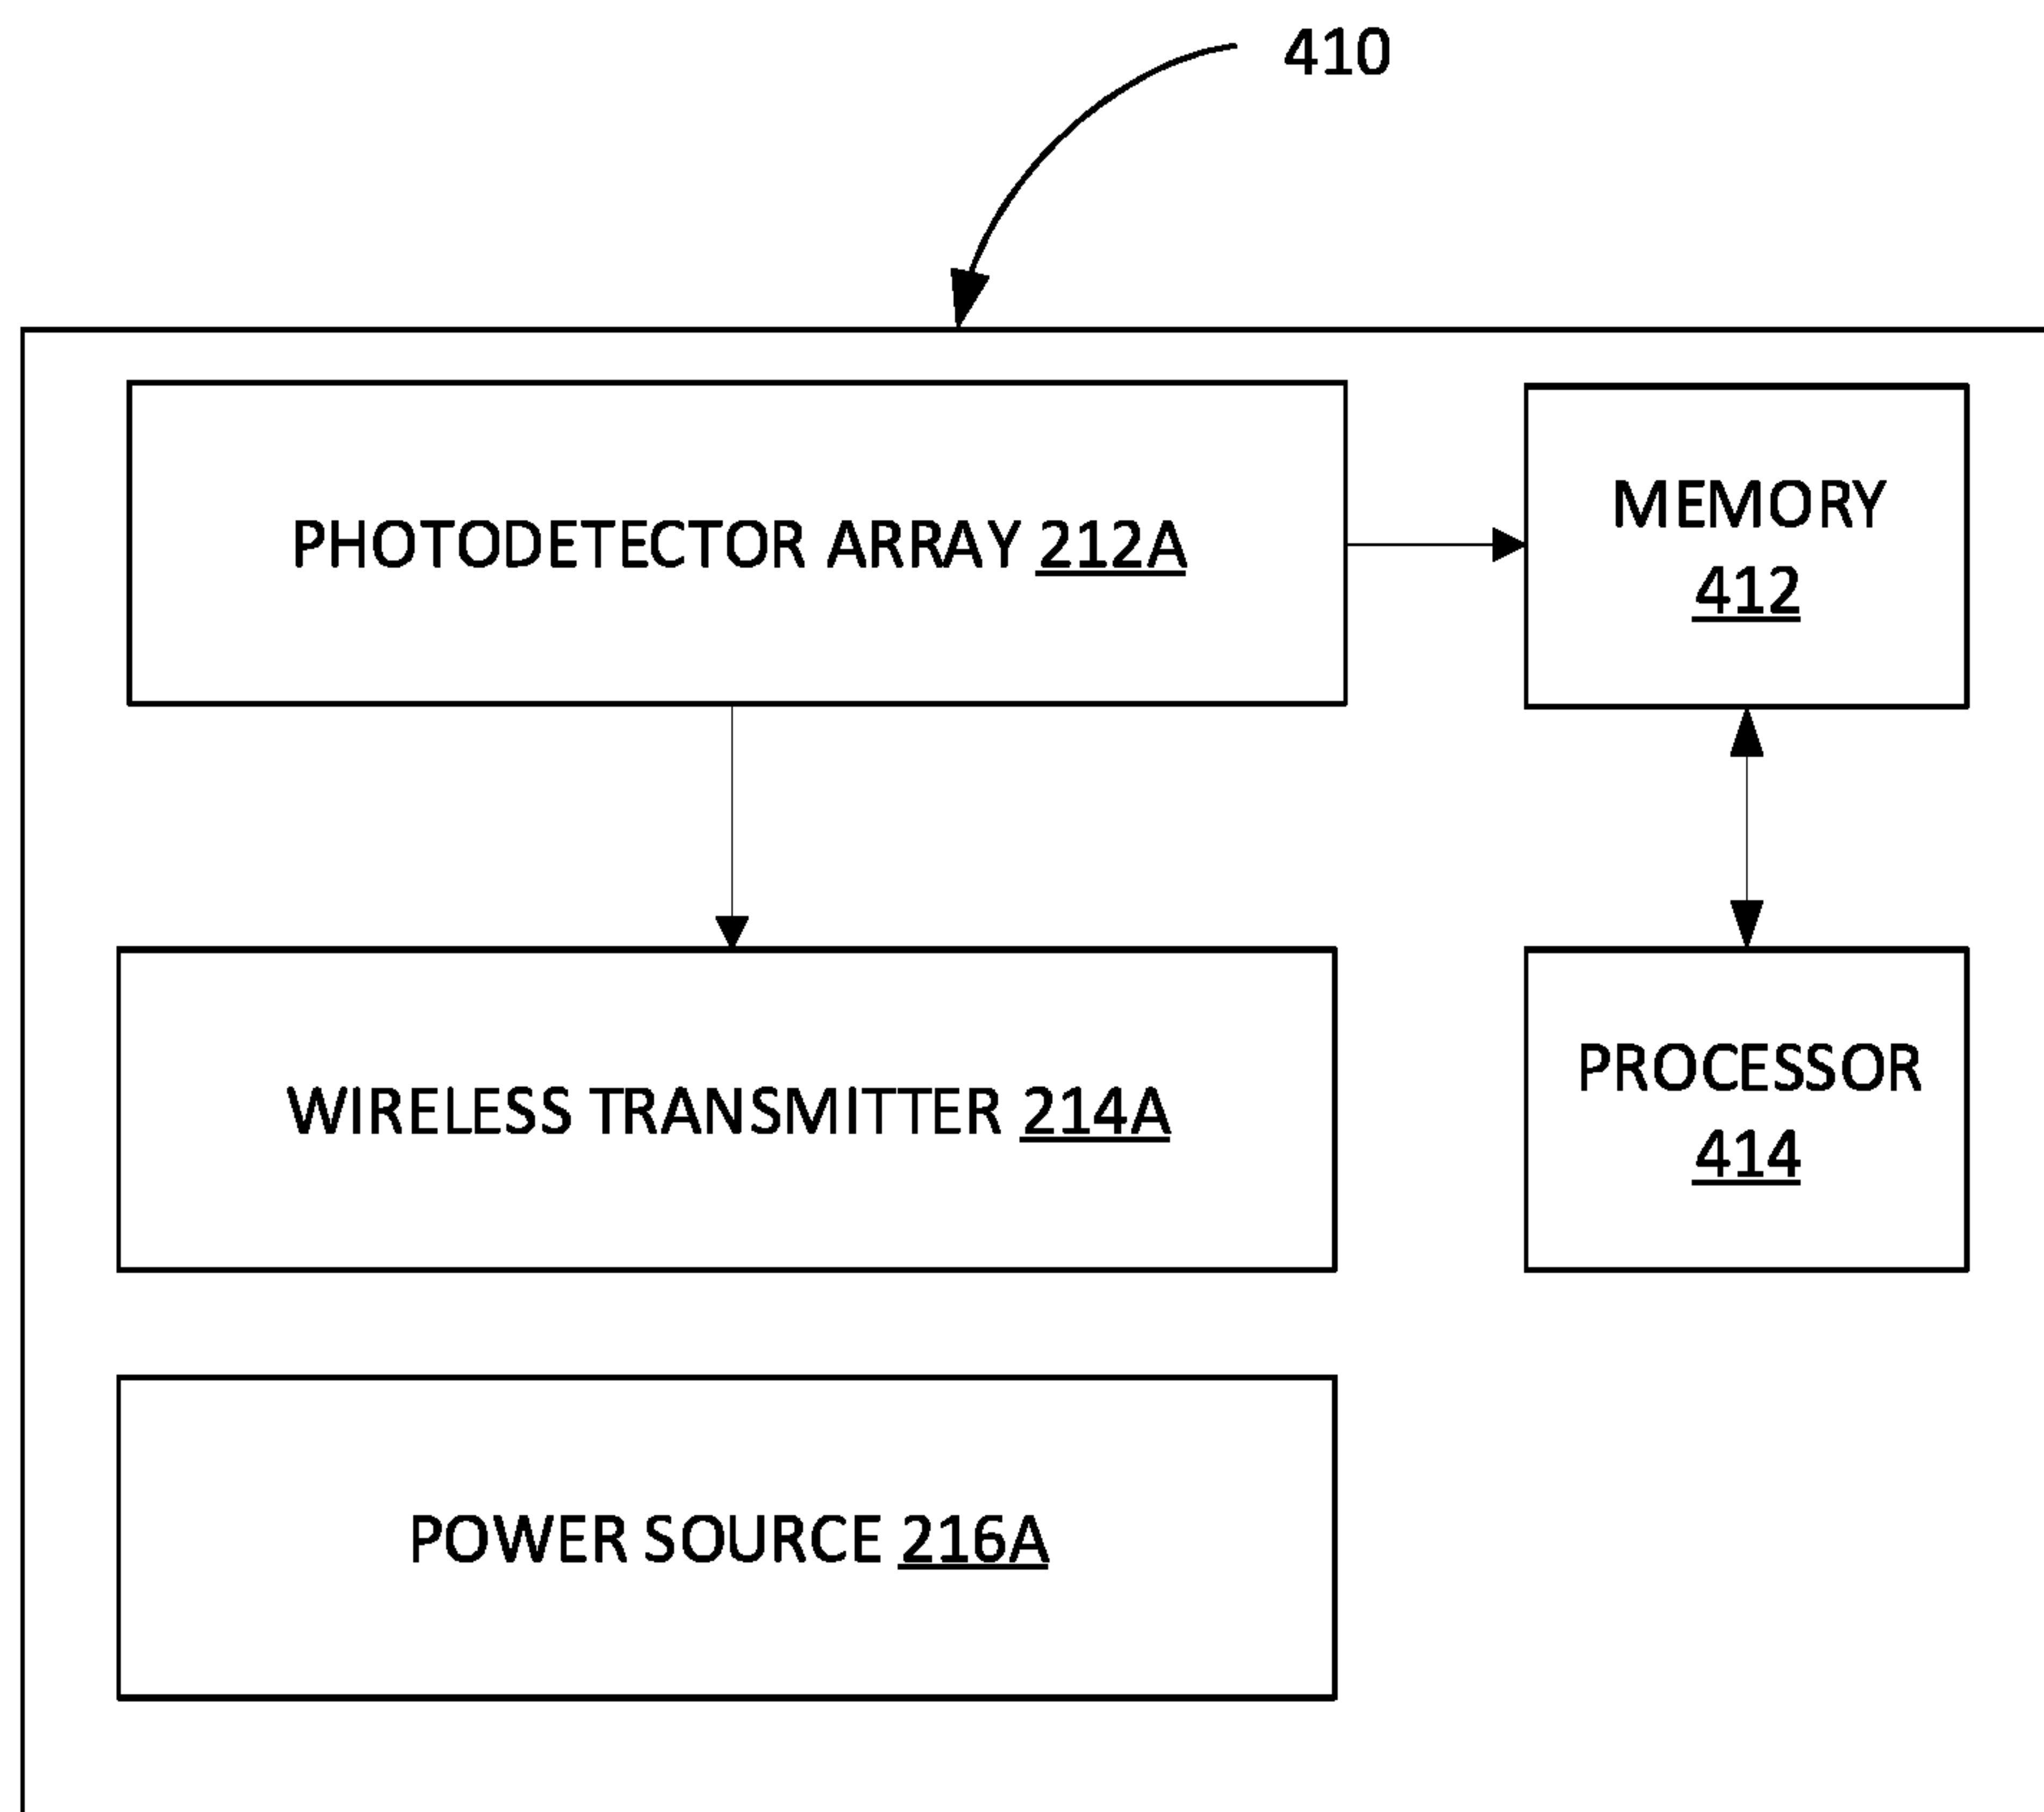 410
PHOTODETECTOR ARRAY 212A
MEMORY
412
WIRELESS TRANSMITTER 214A
PROCESSOR
414
POWER SOURCE 216A